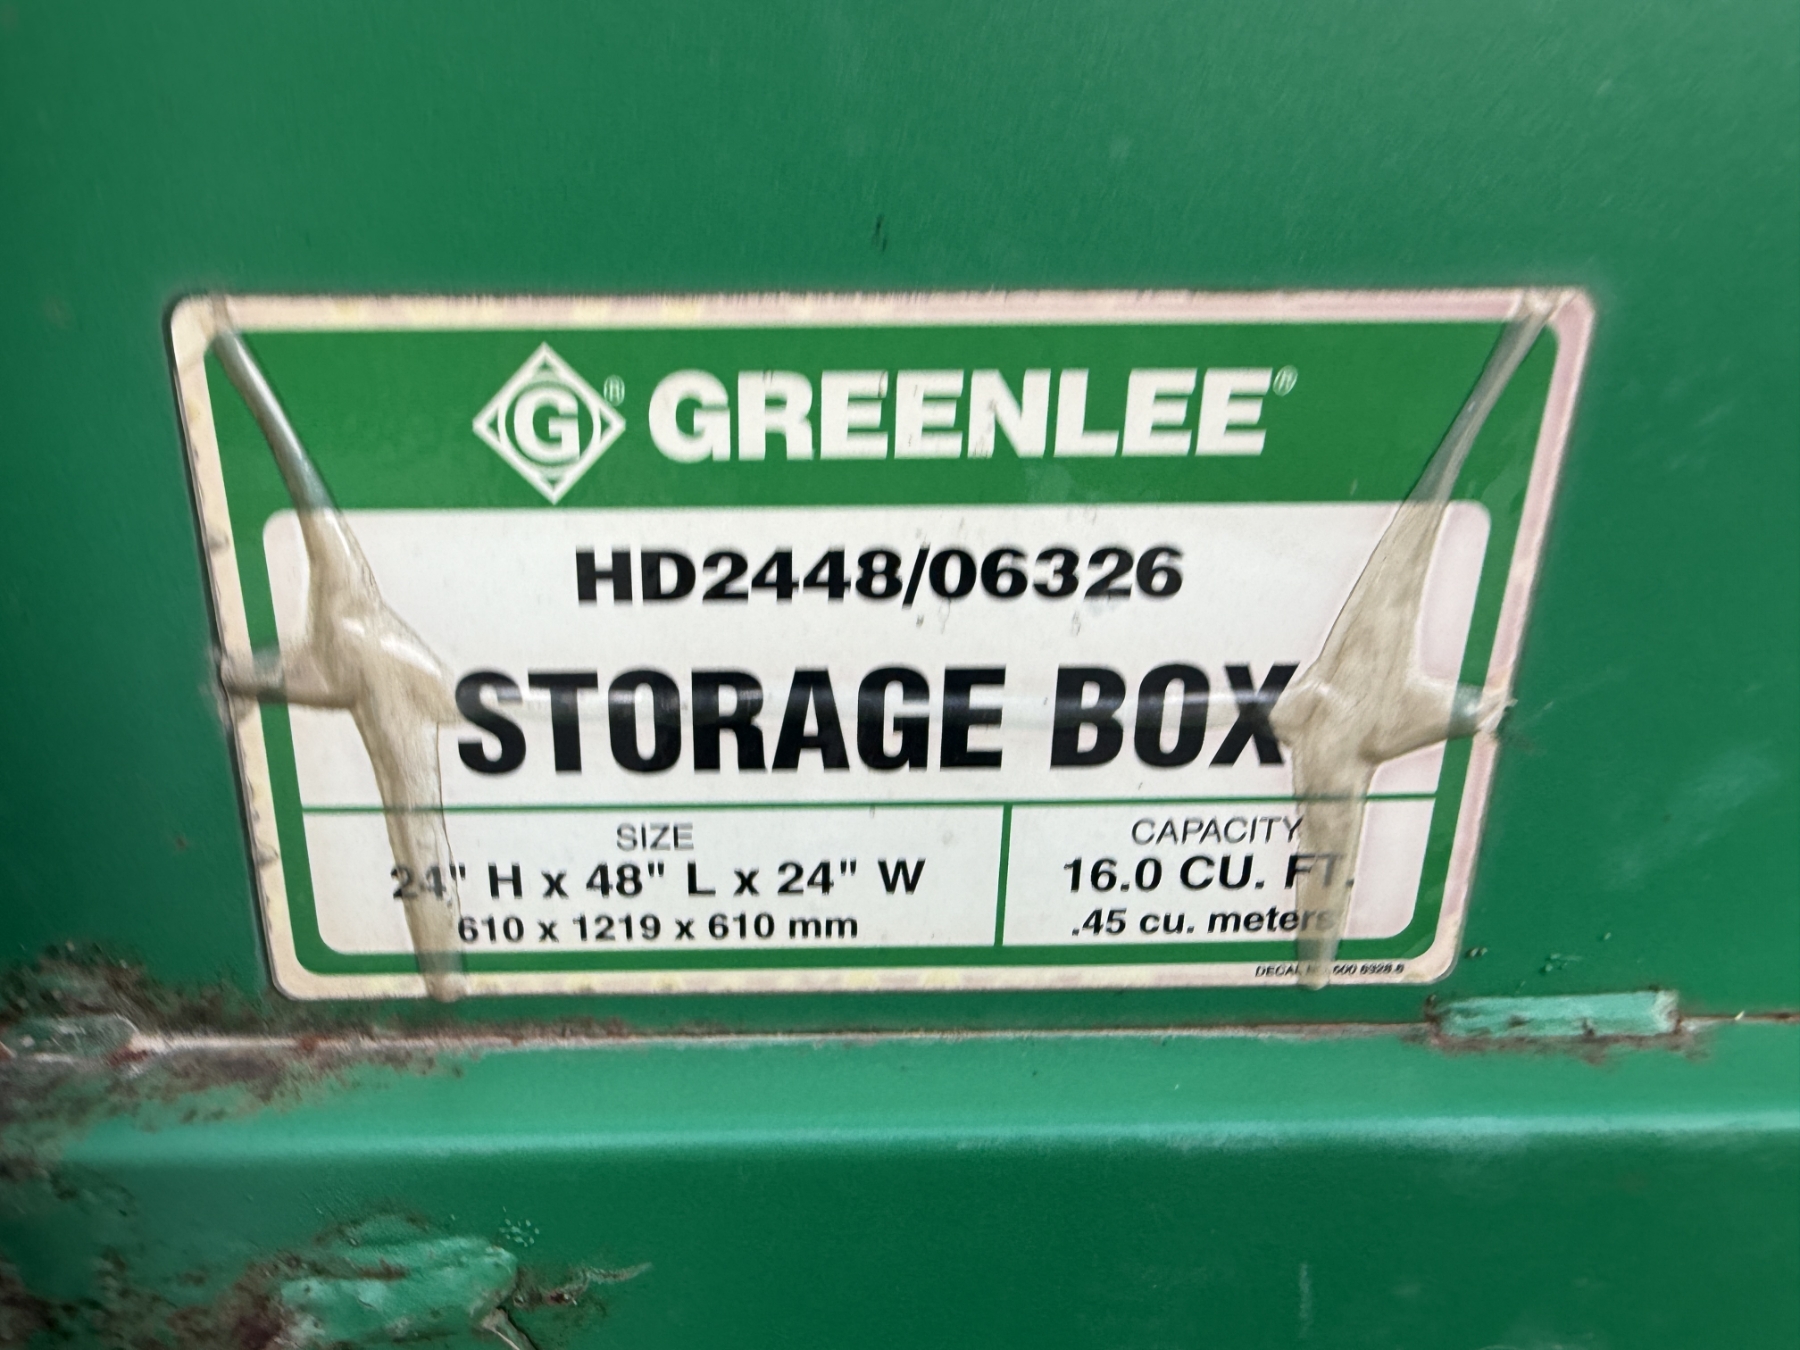 G® GREENLEE®
HD2448/06326
STORAGE BOX
SIZE
24" H x 48" L x 24" W
610 x 1219 x 610 mm
CAPACITY
16.0 CU. FT.
.45 cu. meters
DECAL